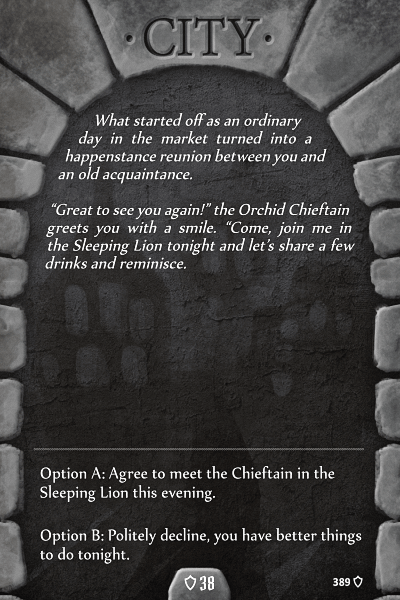 · CITY ·
What started off as an ordinary
day in the market turned into a
happenstance reunion between you and
an old acquaintance.
“Great to see you again!” the Orchid Chieftain
greets you with a smile. “Come, join me in
the Sleeping Lion tonight and let’s share a few
drinks and reminisce.
Option A: Agree to meet the Chieftain in the
Sleeping Lion this evening.
Option B: Politely decline, you have better things
to do tonight.
38
389